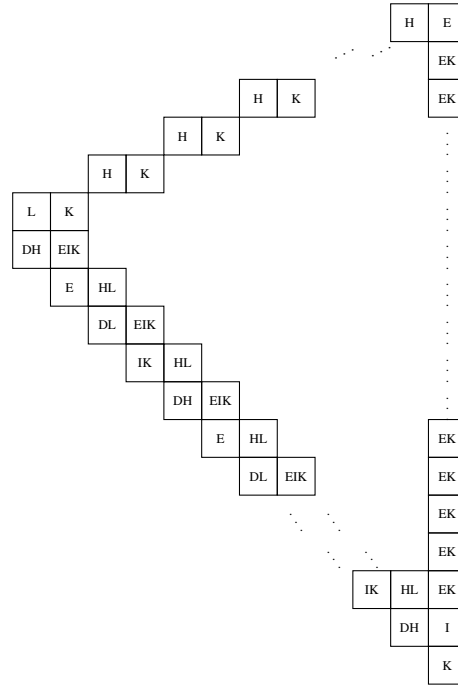 H E
EK
H K EK
H K
H K
L K
DH EIK
E HL
DL EIK
IK HL
DH EIK
E HL EK
DL EIK EK
EK
EK
IK HL EK
DH I
K